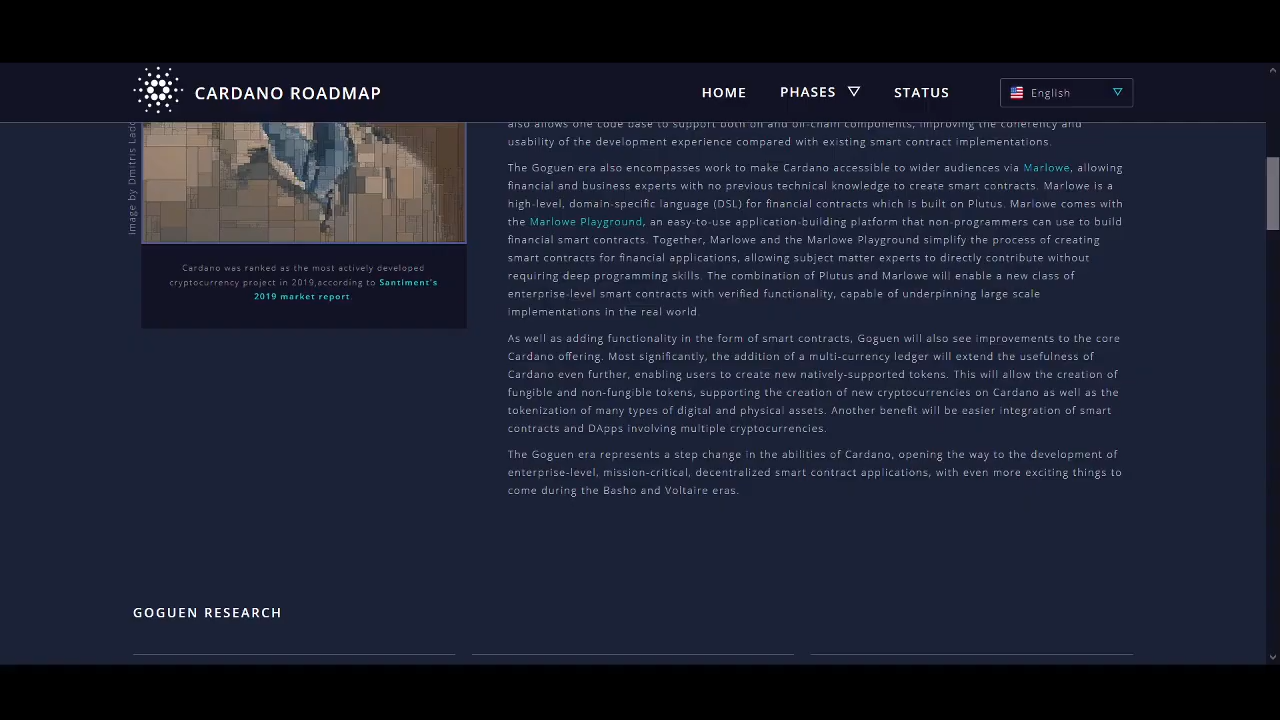 CARDANO ROADMAP
HOME
PHASES
STATUS
English
Image by Dmitris Lado
Cardano was ranked as the most actively developed
cryptocurrency project in 2019,according to Santiment's
2019 market report.
also allows one code base to support both on and off-chain components, improving the coherency and
usability of the development experience compared with existing smart contract implementations.
The Goguen era also encompasses work to make Cardano accessible to wider audiences via Marlowe, allowing
financial and business experts with no previous technical knowledge to create smart contracts. Marlowe is a
high-level, domain-specific language (DSL) for financial contracts which is built on Plutus. Marlowe comes with
the Marlowe Playground, an easy-to-use application-building platform that non-programmers can use to build
financial smart contracts. Together, Marlowe and the Marlowe Playground simplify the process of creating
smart contracts for financial applications, allowing subject matter experts to directly contribute without
requiring deep programming skills. The combination of Plutus and Marlowe will enable a new class of
enterprise-level smart contracts with verified functionality, capable of underpinning large scale
implementations in the real world.
As well as adding functionality in the form of smart contracts, Goguen will also see improvements to the core
Cardano offering. Most significantly, the addition of a multi-currency ledger will extend the usefulness of
Cardano even further, enabling users to create new natively-supported tokens. This will allow the creation of
fungible and non-fungible tokens, supporting the creation of new cryptocurrencies on Cardano as well as the
tokenization of many types of digital and physical assets. Another benefit will be easier integration of smart
contracts and DApps involving multiple cryptocurrencies.
The Goguen era represents a step change in the abilities of Cardano, opening the way to the development of
enterprise-level, mission-critical, decentralized smart contract applications, with even more exciting things to
come during the Basho and Voltaire eras.
GOGUEN RESEARCH